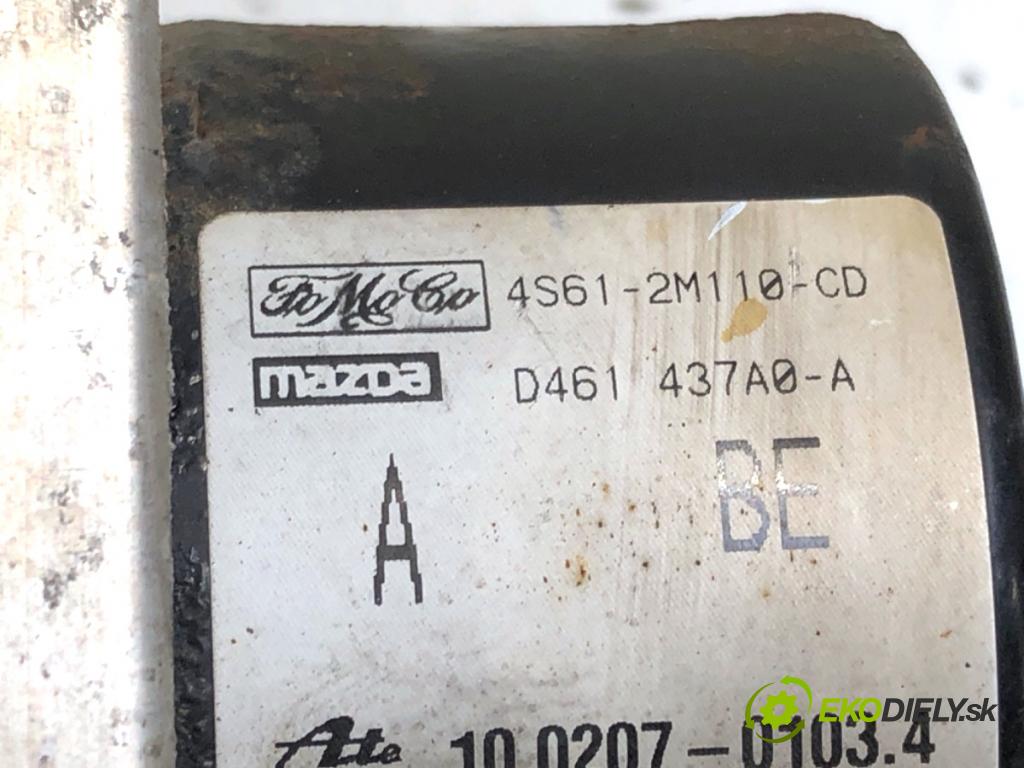 FoMoCo 4S61-2M110-CD
mazda D461 437A0-A
A
BE
Ate 10.0207-0103.4
EKODIELY.sk